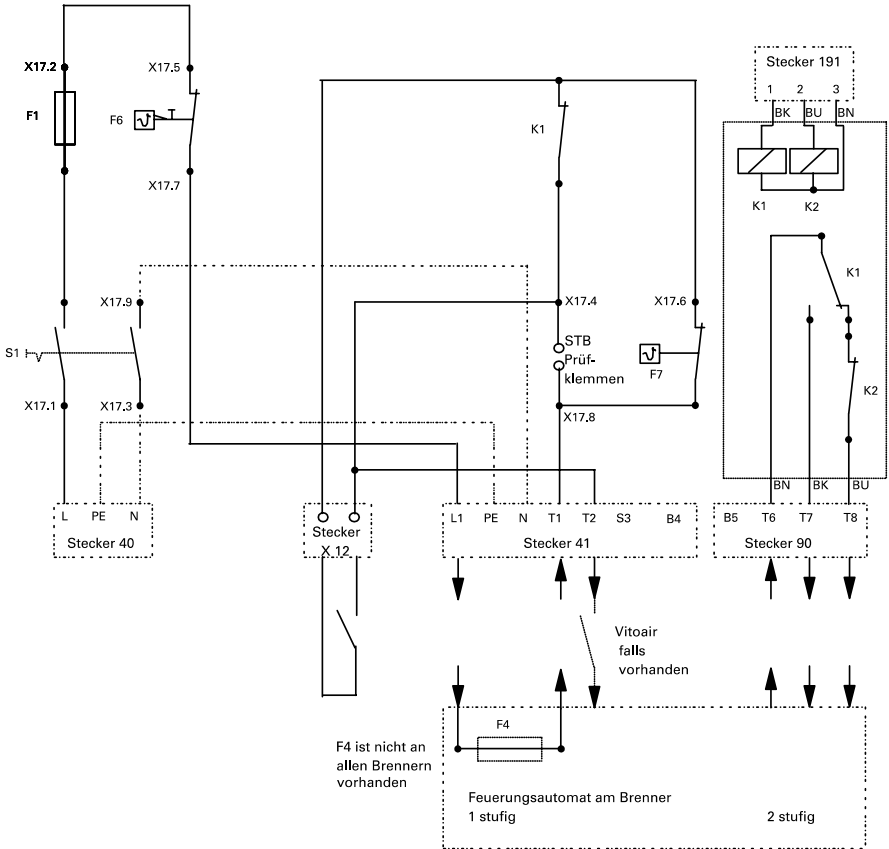 Stecker 191
X17.2
X17.5
1 2 3
BK BU BN
F1
F6
K1
X17.7
K1 K2
K1
X17.9
X17.4
X17.6
S1
STB
Prüf-
klemmen
F7
K2
X17.1
X17.3
X17.8
BN BK BU
L PE N
Stecker 40
Stecker
X 12
L1 PE N T1 T2 S3 B4
Stecker 41
B5 T6 T7 T8
Stecker 90
Vitoair
falls
vorhanden
F4
F4 ist nicht an
allen Brennern
vorhanden
Feuerungsautomat am Brenner
1 stufig
2 stufig